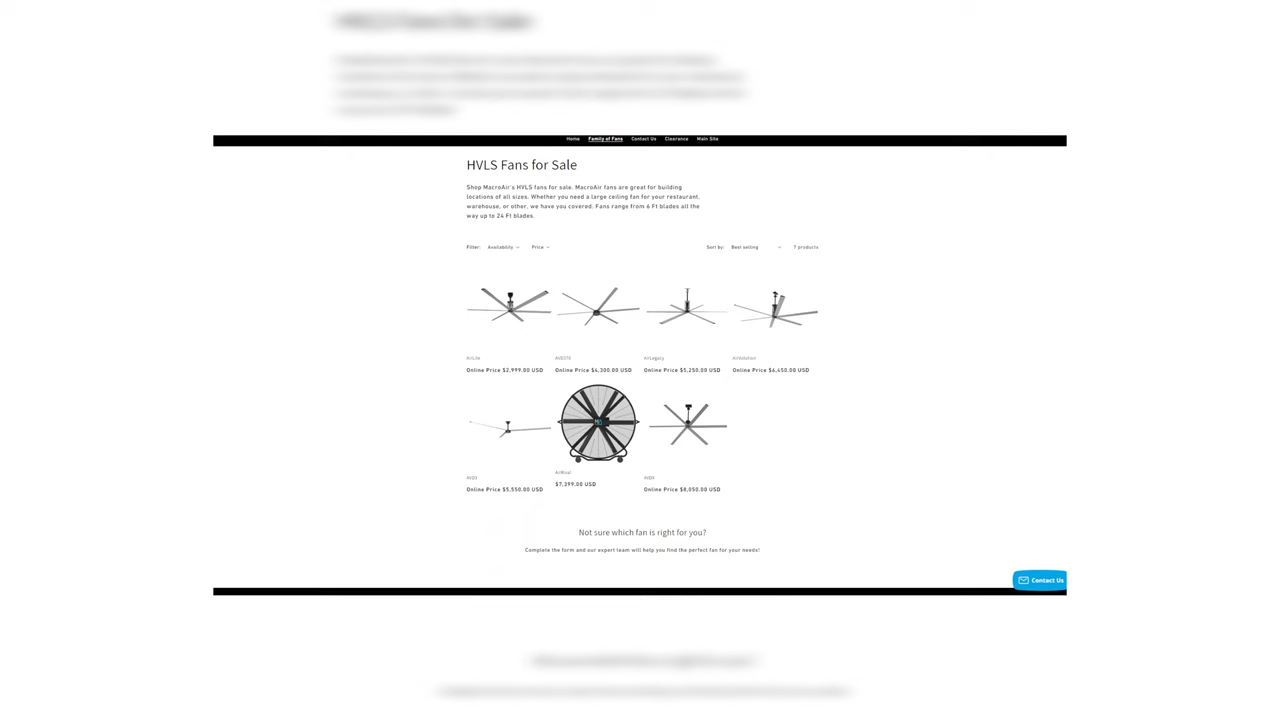 Home Family of Fans Contact Us Clearance Main Site
HVLS Fans for Sale
Shop MacroAir's HVLS fans for sale. MacroAir fans are great for building
locations of all sizes. Whether you need a large ceiling fan for your restaurant,
warehouse, or other, we have you covered. Fans range from 6 Ft blades all the
way up to 24 Ft blades.
Filter: Availability Price Sort by: Best selling 7 products
AirLite AVD370 AirLegacy AirVolution
Online Price $2,999.00 USD Online Price $4,300.00 USD Online Price $5,250.00 USD Online Price $6,450.00 USD
AirRival
AVD3 AVDX
$7,399.00 USD
Online Price $5,550.00 USD Online Price $8,050.00 USD
Not sure which fan is right for you?
Complete the form and our expert team will help you find the perfect fan for your needs!
Contact Us